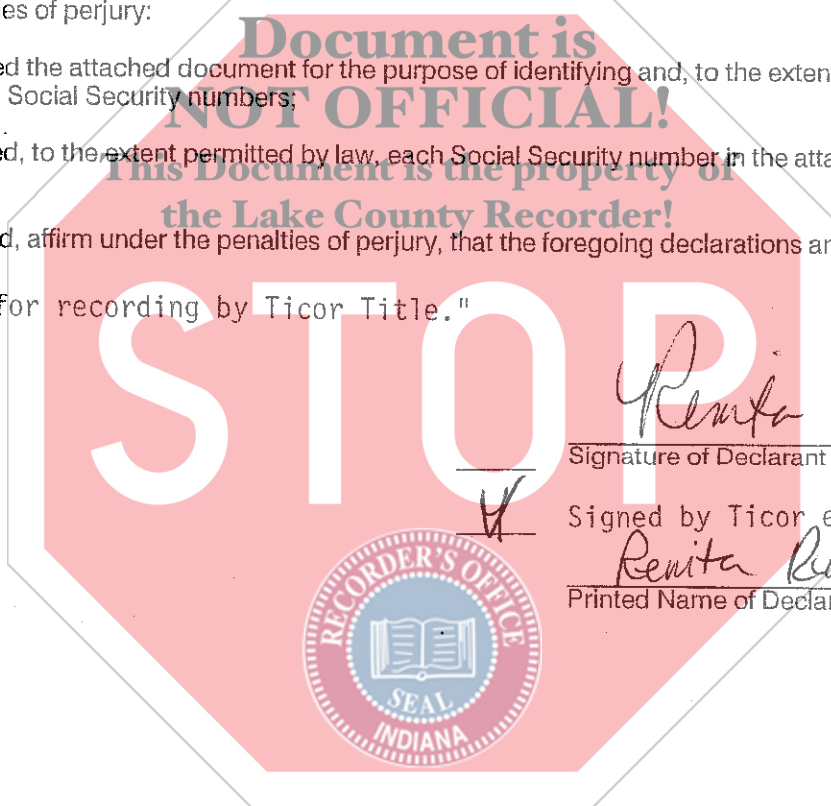 es of perjury:
Document is
ed the attached document for the purpose of identifying and, to the exten
Social Security numbers;
NOT OFFICIAL!
ed, to the extent permitted by law, each Social Security number in the atta
This Document is the property of
the Lake County Recorder!
d, affirm under the penalties of perjury, that the foregoing declarations ar
for recording by Ticor Title."
STOP
Renita
Signature of Declarant
Signed by Ticor e
Renita
Printed Name of Declar
RECORDER'S OFFICE
SEAL
INDIANA